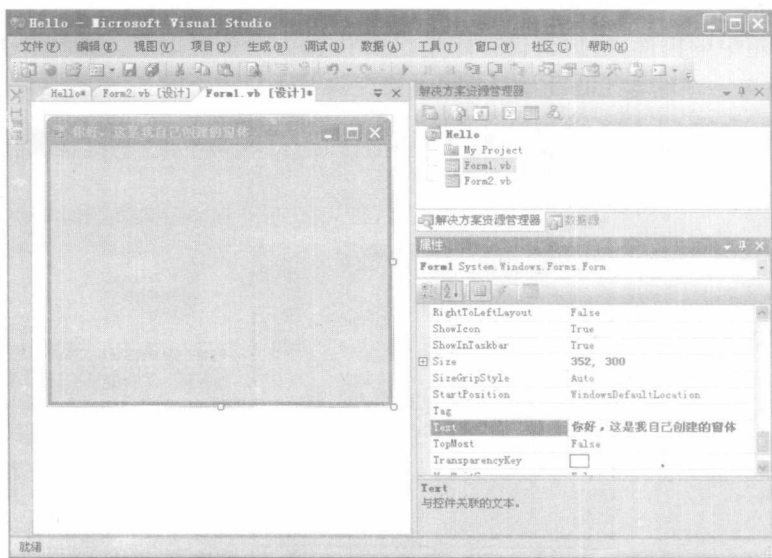 Hello - Microsoft Visual Studio
文件(F) 编辑(E) 视图(V) 项目(P) 生成(B) 调试(D) 数据(A) 工具(T) 窗口(W) 社区(C) 帮助(H)
Hello* Form2.vb [设计] Form1.vb [设计]*
工具箱
你好，这是我自己创建的窗体
解决方案资源管理器
Hello
My Project
Form1.vb
Form2.vb
解决方案资源管理器 数据源
属性
Form1 System.Windows.Forms.Form
RightToLeftLayout False
ShowIcon True
ShowInTaskbar True
Size 352, 300
SizeGripStyle Auto
StartPosition WindowsDefaultLocation
Tag
Text 你好，这是我自己创建的窗体
TopMost False
TransparencyKey
Text
与控件关联的文本。
就绪